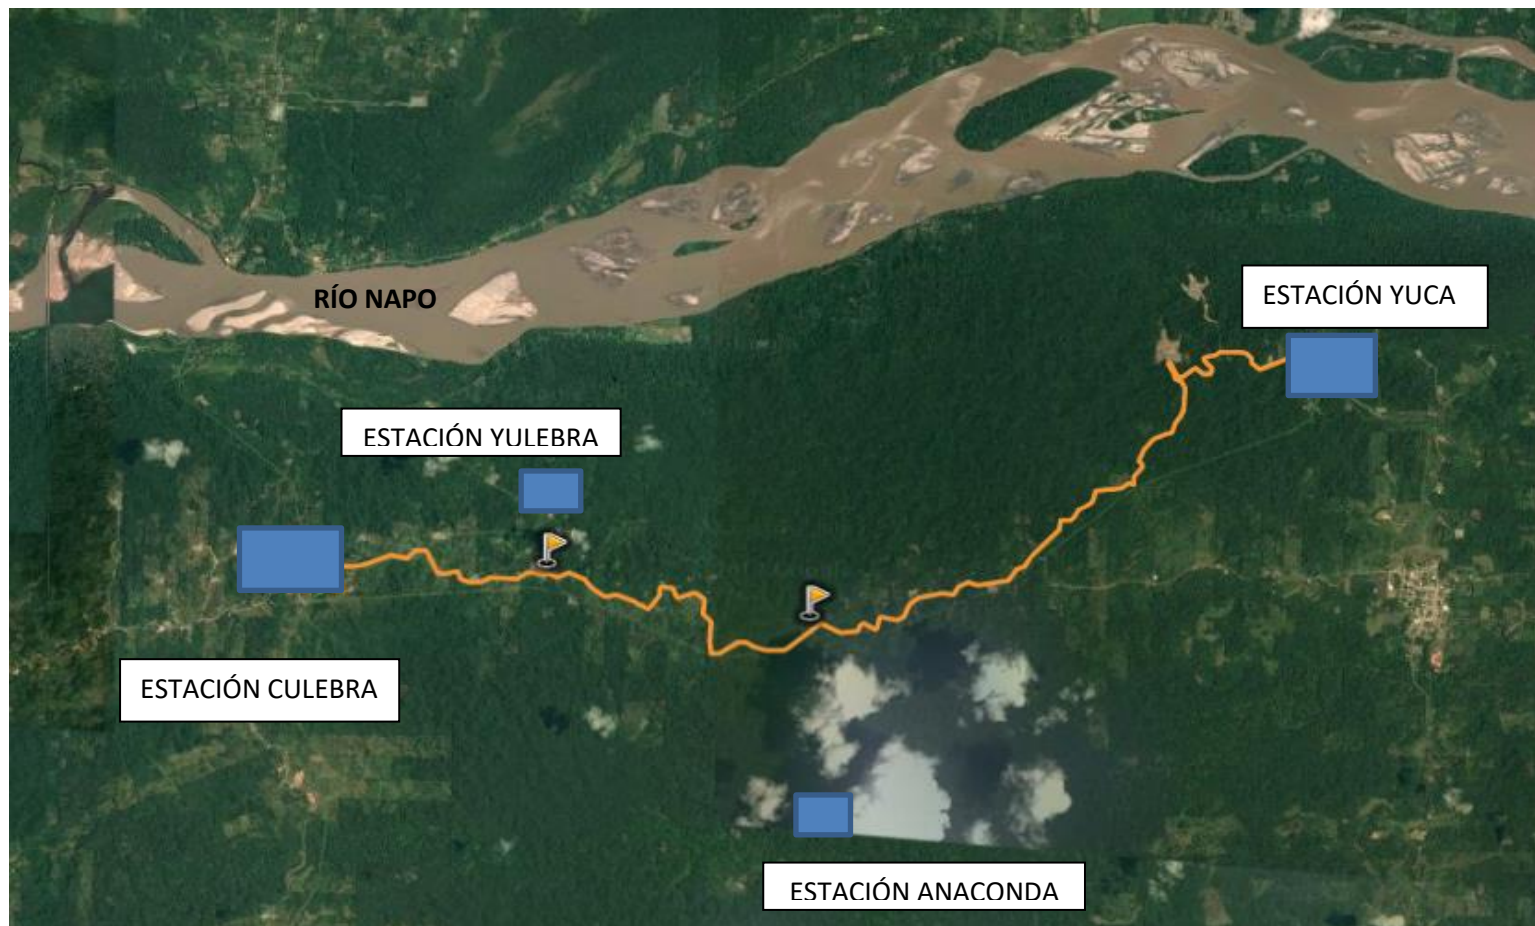 RÍO NAPO
ESTACIÓN YUCA
ESTACIÓN YULEBRA
ESTACIÓN CULEBRA
ESTACIÓN ANACONDA